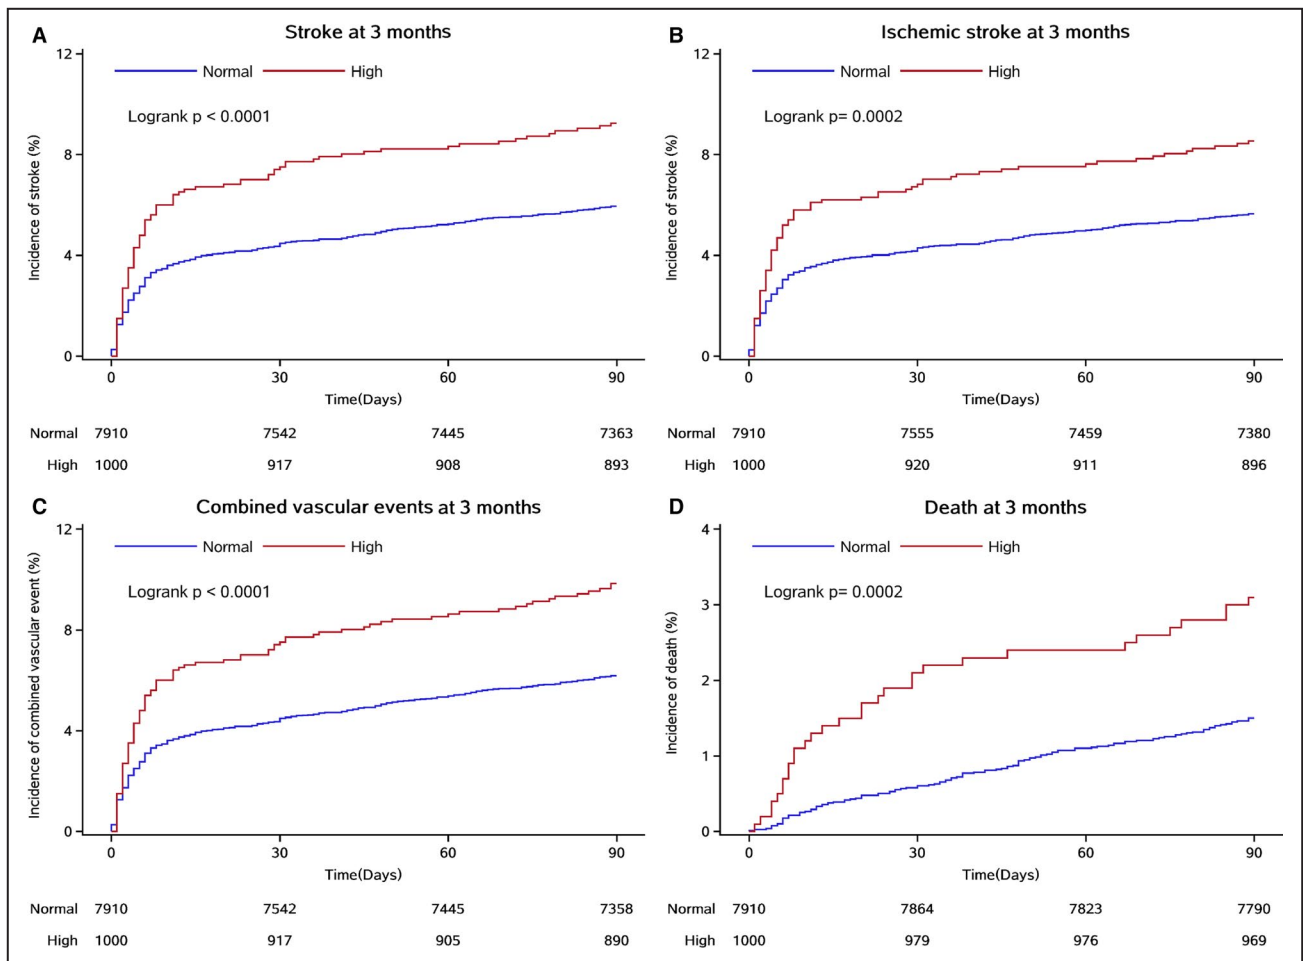 A Stroke at 3 months
Normal High
Logrank p < 0.0001
Incidence of stroke (%)
12
8
4
0
0 30 60 90
Time(Days)
Normal 7910 7542 7445 7363
High 1000 917 908 893
B Ischemic stroke at 3 months
Normal High
Logrank p= 0.0002
Incidence of stroke (%)
12
8
4
0
0 30 60 90
Time(Days)
Normal 7910 7555 7459 7380
High 1000 920 911 896
C Combined vascular events at 3 months
Normal High
Logrank p < 0.0001
Incidence of combined vascular event (%)
12
8
4
0
0 30 60 90
Time(Days)
Normal 7910 7542 7445 7358
High 1000 917 905 890
D Death at 3 months
Normal High
Logrank p= 0.0002
Incidence of death (%)
4
3
2
1
0
0 30 60 90
Time(Days)
Normal 7910 7864 7823 7790
High 1000 979 976 969